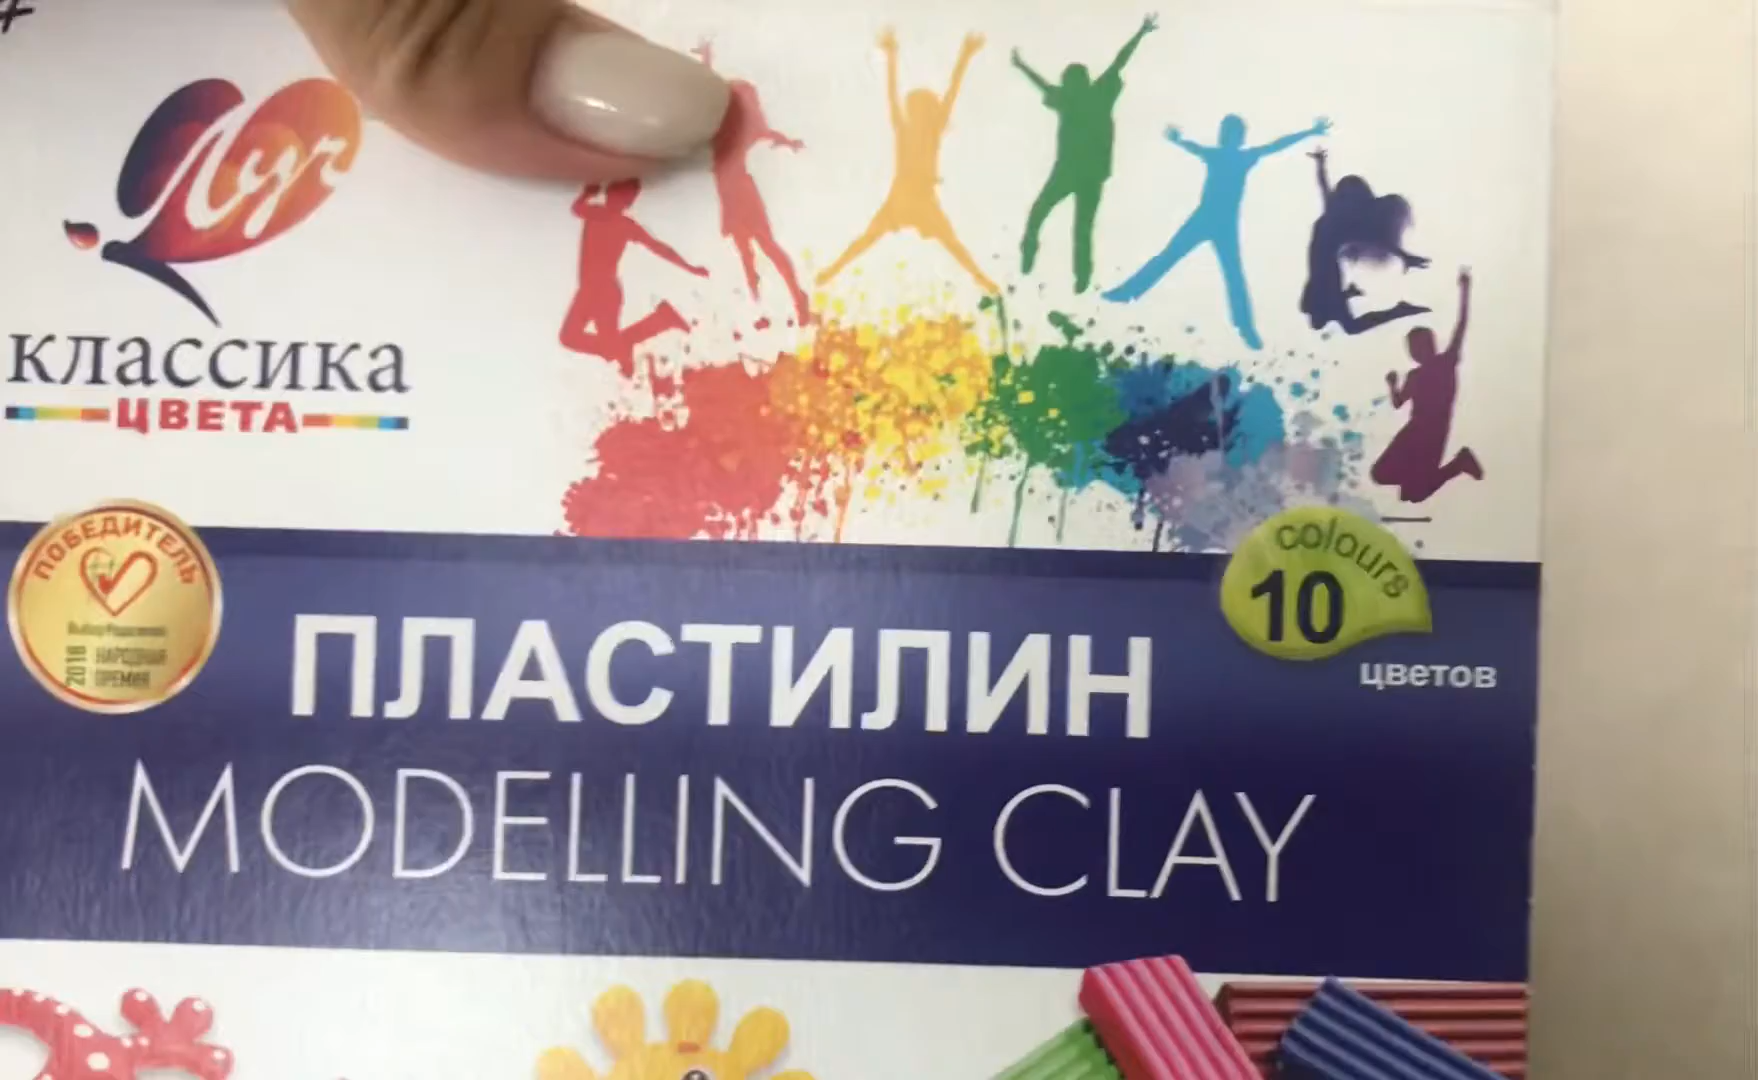 Луч
классика
ЦВЕТА
ПОБЕДИТЕЛЬ
2018 НАРОДНАЯ
ПРЕМИЯ
colours
10
цветов
ПЛАСТИЛИН
MODELLING CLAY